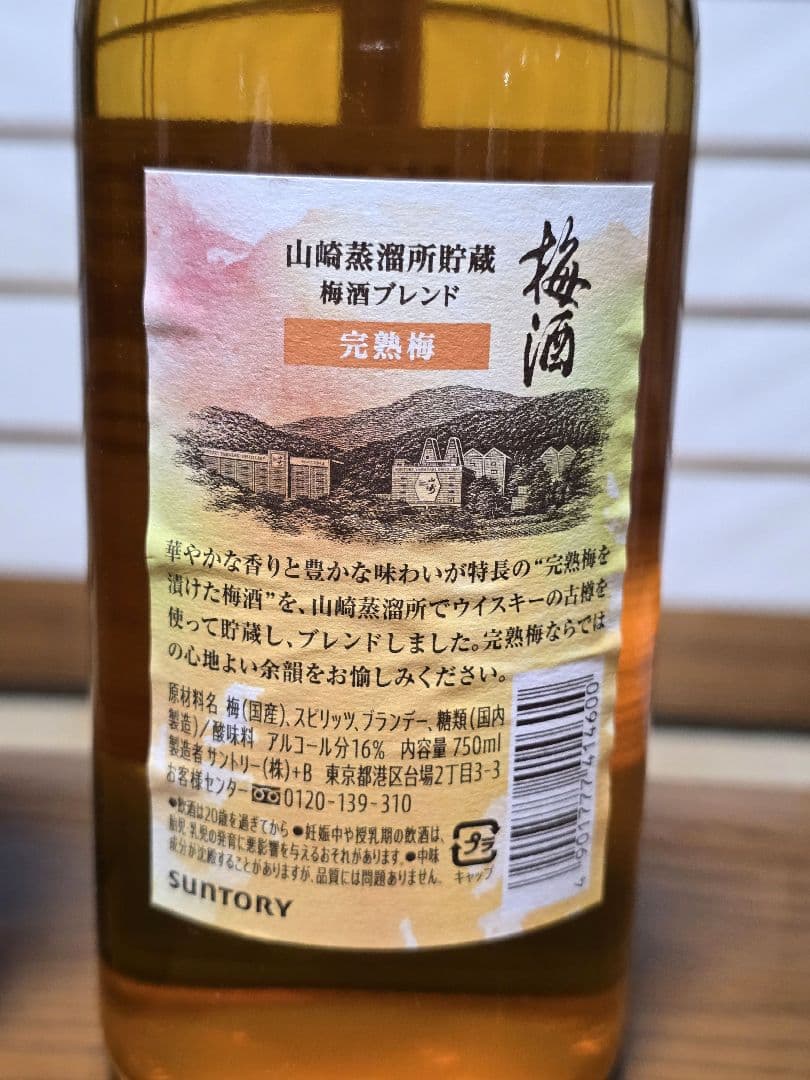 梅酒
山崎蒸溜所貯蔵
梅酒ブレンド
完熟梅
山崎
華やかな香りと豊かな味わいが特長の“完熟梅を
漬けた梅酒”を、山崎蒸溜所でウイスキーの古樽を
使って貯蔵し、ブレンドしました。完熟梅ならでは
の心地よい余韻をお愉しみください。
原材料名 梅(国産)、スピリッツ、ブランデー、糖類(国内
製造)/酸味料 アルコール分16% 内容量 750ml
製造者 サントリー(株)+B 東京都港区台場2丁目3-3
お客様センター 0120-139-310
●飲酒は20歳を過ぎてから ●妊娠中や授乳期の飲酒は、
胎児・乳児の発育に悪影響を与えるおそれがあります。●中味
成分が沈殿することがありますが、品質には問題ありません。
プラ
キャップ
SUNTORY
4 901777 414600